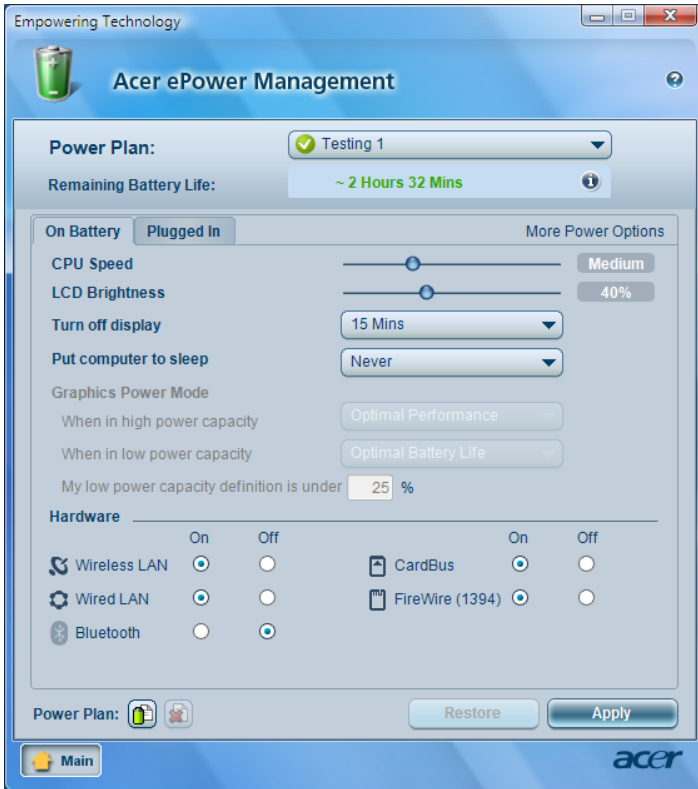 Empowering Technology
Acer ePower Management
Power Plan: Testing 1
Remaining Battery Life: ~ 2 Hours 32 Mins
On Battery Plugged In More Power Options
CPU Speed Medium
LCD Brightness 40%
Turn off display 15 Mins
Put computer to sleep Never
Graphics Power Mode
When in high power capacity Optimal Performance
When in low power capacity Optimal Battery Life
My low power capacity definition is under 25 %
Hardware
On Off On Off
Wireless LAN CardBus
Wired LAN FireWire (1394)
Bluetooth
Power Plan: Restore Apply
Main acer